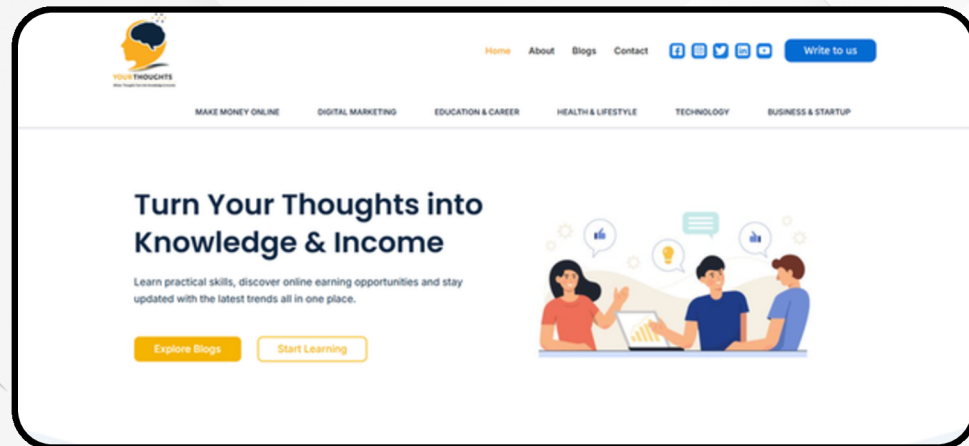 YOUR THOUGHTS
Home About Blogs Contact
Write to us
MAKE MONEY ONLINE DIGITAL MARKETING EDUCATION & CAREER HEALTH & LIFESTYLE TECHNOLOGY BUSINESS & STARTUP
Turn Your Thoughts into
Knowledge & Income
Learn practical skills, discover online earning opportunities and stay
updated with the latest trends all in one place.
Explore Blogs Start Learning